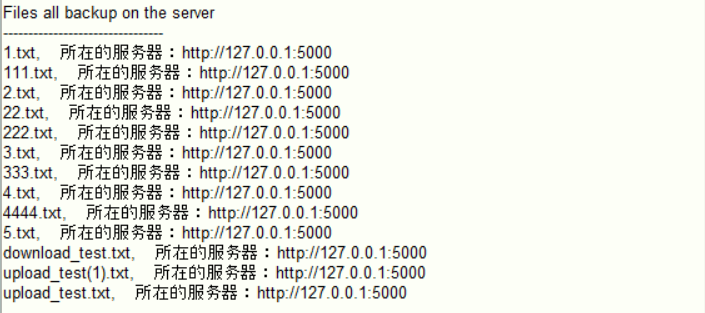 Files all backup on the server
--------------------------------
1.txt, 所在的服务器：http://127.0.0.1:5000
111.txt, 所在的服务器：http://127.0.0.1:5000
2.txt, 所在的服务器：http://127.0.0.1:5000
22.txt, 所在的服务器：http://127.0.0.1:5000
222.txt, 所在的服务器：http://127.0.0.1:5000
3.txt, 所在的服务器：http://127.0.0.1:5000
333.txt, 所在的服务器：http://127.0.0.1:5000
4.txt, 所在的服务器：http://127.0.0.1:5000
4444.txt, 所在的服务器：http://127.0.0.1:5000
5.txt, 所在的服务器：http://127.0.0.1:5000
download_test.txt, 所在的服务器：http://127.0.0.1:5000
upload_test(1).txt, 所在的服务器：http://127.0.0.1:5000
upload_test.txt, 所在的服务器：http://127.0.0.1:5000